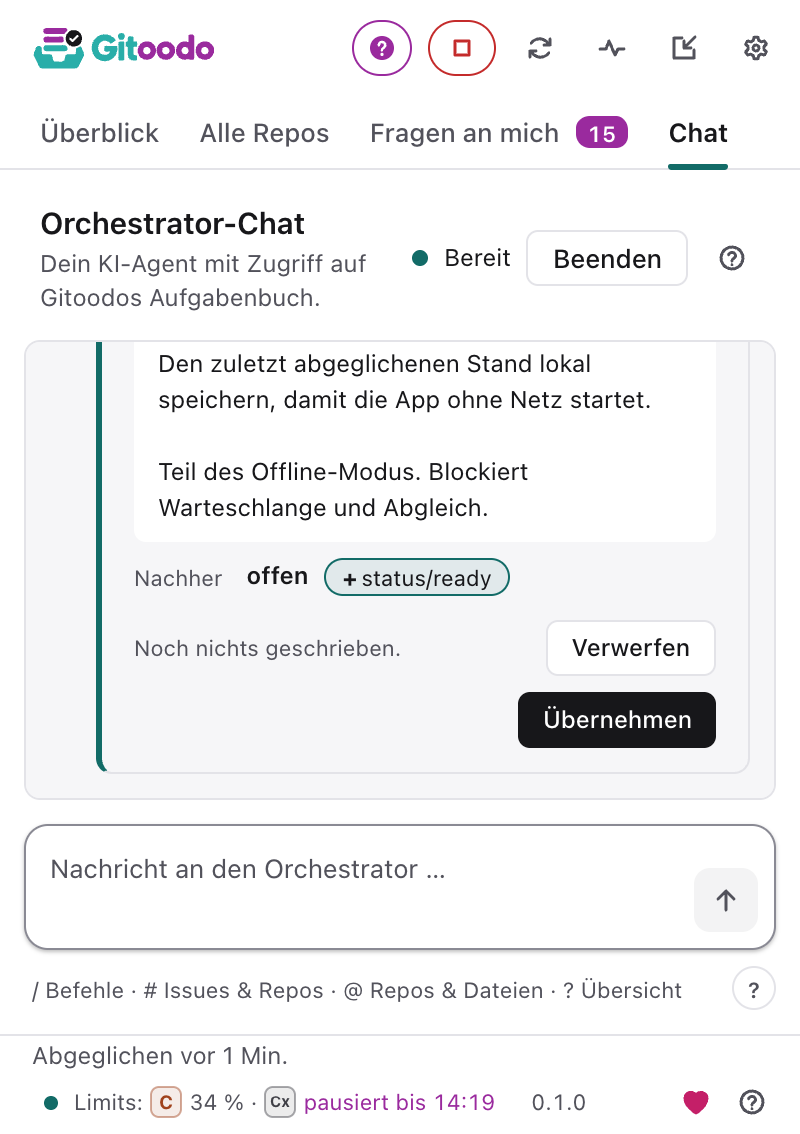 Gitoodo
?
Überblick Alle Repos Fragen an mich 15 Chat
Orchestrator-Chat
Dein KI-Agent mit Zugriff auf
Gitoodos Aufgabenbuch.
Bereit Beenden ?
Den zuletzt abgeglichenen Stand lokal
speichern, damit die App ohne Netz startet.
Teil des Offline-Modus. Blockiert
Warteschlange und Abgleich.
Nachher offen + status/ready
Noch nichts geschrieben. Verwerfen
Übernehmen
Nachricht an den Orchestrator …
/ Befehle · # Issues & Repos · @ Repos & Dateien · ? Übersicht ?
Abgeglichen vor 1 Min.
Limits: C 34 % · Cx pausiert bis 14:19 0.1.0 ?